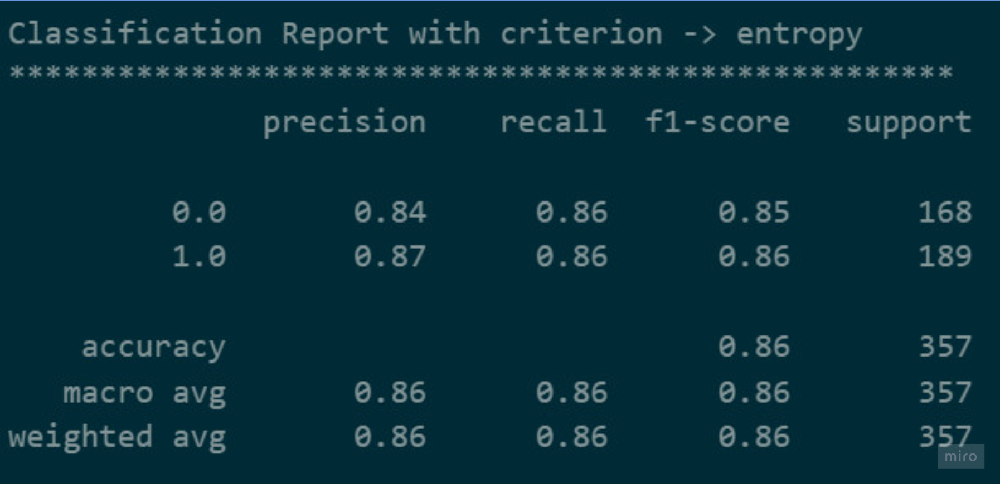 Classification Report with criterion -> entropy
****************************************************
precision recall f1-score support
0.0 0.84 0.86 0.85 168
1.0 0.87 0.86 0.86 189
accuracy 0.86 357
macro avg 0.86 0.86 0.86 357
weighted avg 0.86 0.86 0.86 357
miro